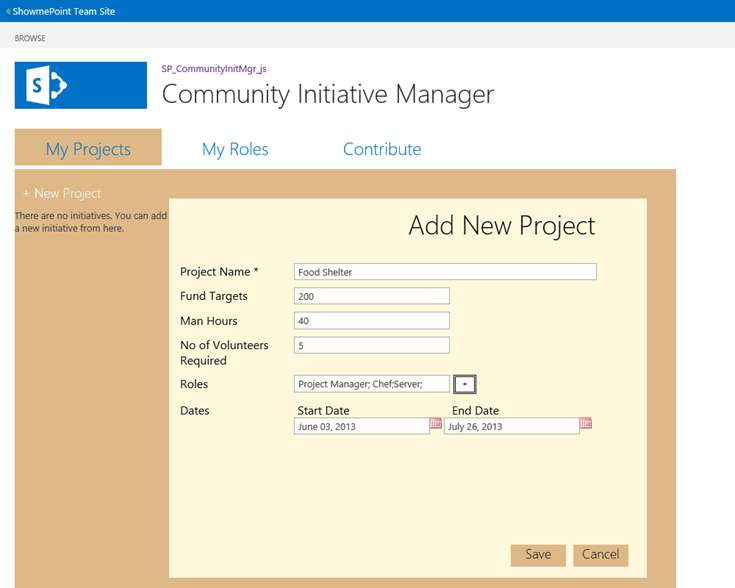 ShowmePoint Team Site
BROWSE
SP_CommunityInitMgr_js
S
Community Initiative Manager
My Projects My Roles Contribute
+ New Project
There are no initiatives. You can add
a new initiative from here.
Add New Project
Project Name * Food Shelter
Fund Targets 200
Man Hours 40
No of Volunteers 5
Required
Roles Project Manager; Chef;Server; +
Dates Start Date End Date
June 03, 2013 July 26, 2013
Save Cancel